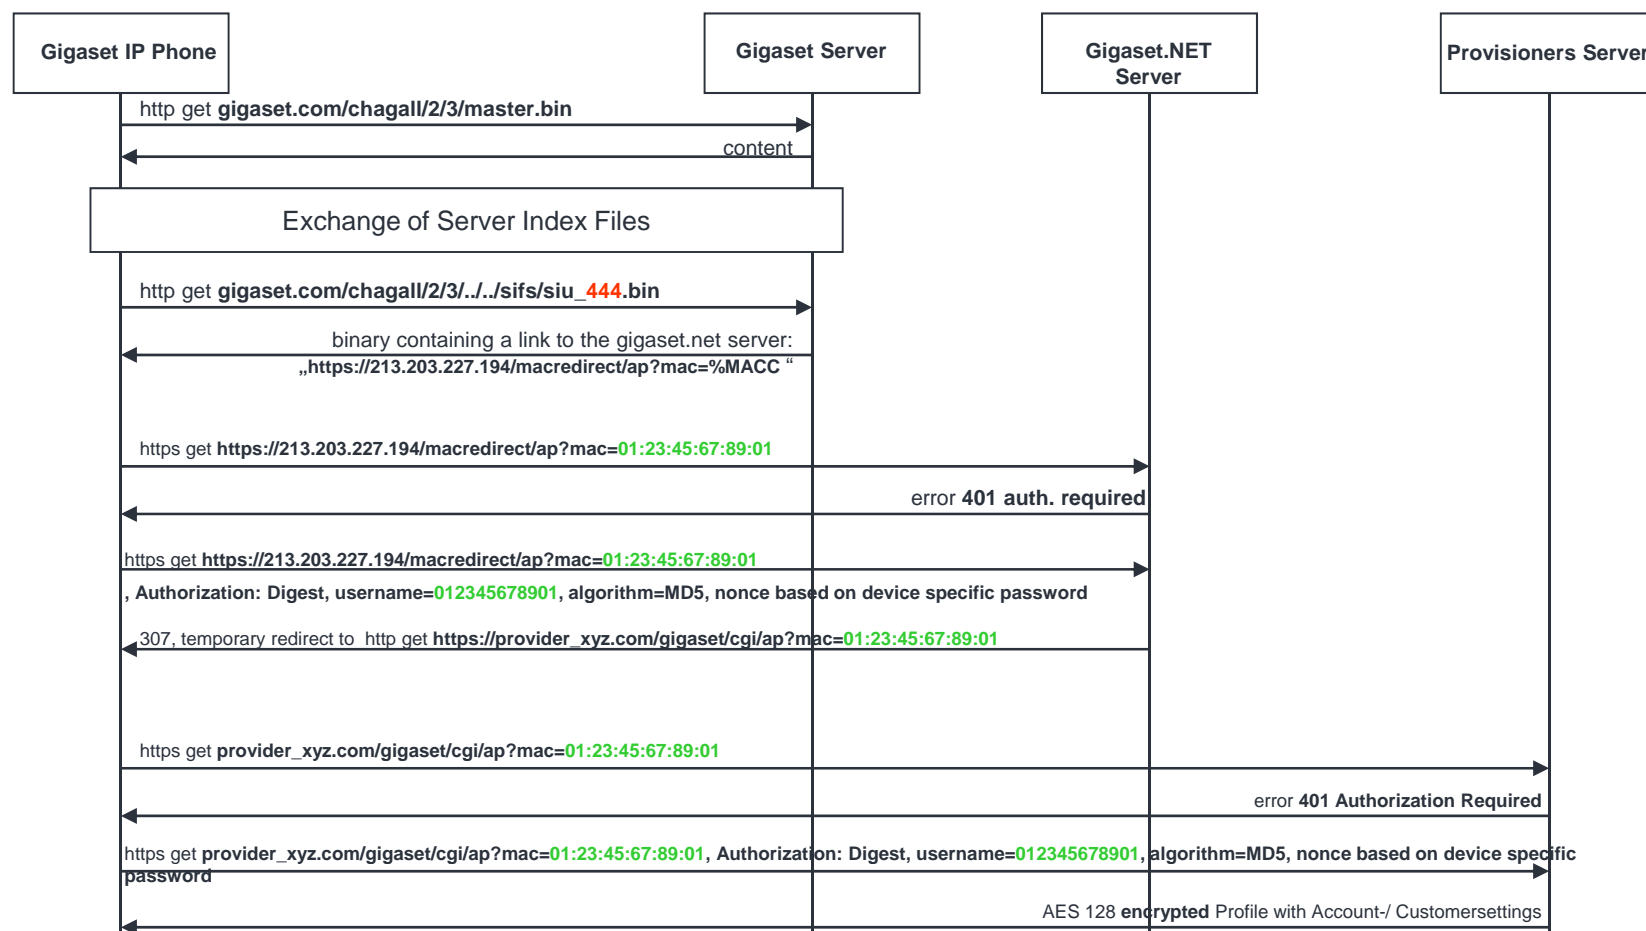 Gigaset IP Phone
Gigaset Server
Gigaset.NET
Server
Provisioners Server
http get gigaset.com/chagall/2/3/master.bin
content
Exchange of Server Index Files
http get gigaset.com/chagall/2/3/../../sifs/siu_444.bin
binary containing a link to the gigaset.net server:
„https://213.203.227.194/macredirect/ap?mac=%MACC “
https get https://213.203.227.194/macredirect/ap?mac=01:23:45:67:89:01
error 401 auth. required
https get https://213.203.227.194/macredirect/ap?mac=01:23:45:67:89:01
, Authorization: Digest, username=012345678901, algorithm=MD5, nonce based on device specific password
307, temporary redirect to http get https://provider_xyz.com/gigaset/cgi/ap?mac=01:23:45:67:89:01
https get provider_xyz.com/gigaset/cgi/ap?mac=01:23:45:67:89:01
error 401 Authorization Required
https get provider_xyz.com/gigaset/cgi/ap?mac=01:23:45:67:89:01, Authorization: Digest, username=012345678901, algorithm=MD5, nonce based on device specific
password
AES 128 encrypted Profile with Account-/ Customersettings